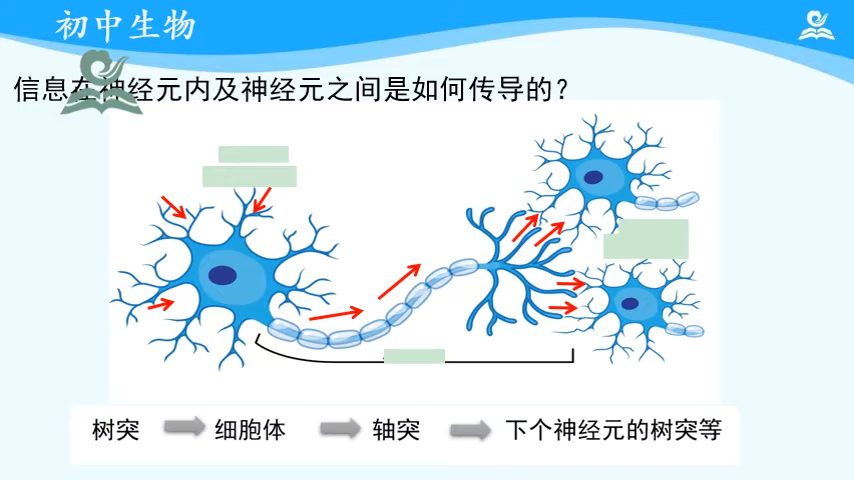 初中生物
信息在神经元内及神经元之间是如何传导的？
树突 细胞体 轴突 下个神经元的树突等